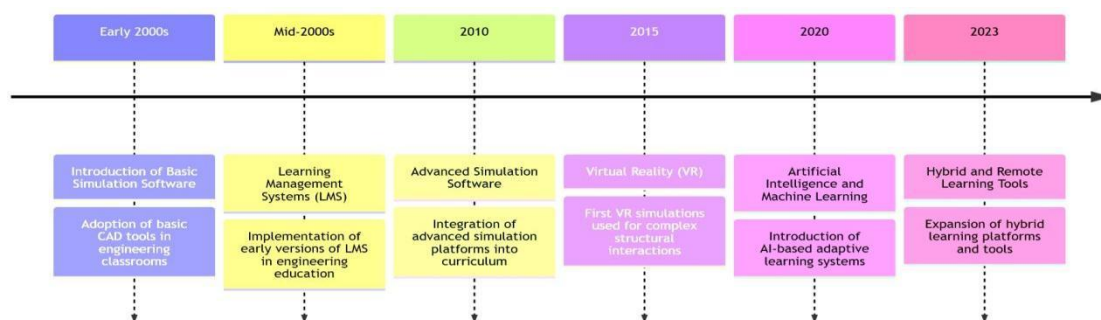 Early 2000s
Mid-2000s
2010
2015
2020
2023
Introduction of Basic
Simulation Software
Adoption of basic
CAD tools in
engineering
classrooms
Learning
Management
Systems (LMS)
Implementation of
early versions of LMS
in engineering
education
Advanced Simulation
Software
Integration of
advanced simulation
platforms into
curriculum
Virtual Reality (VR)
First VR simulations
used for complex
structural
interactions
Artificial
Intelligence and
Machine Learning
Introduction of
AI-based adaptive
learning systems
Hybrid and Remote
Learning Tools
Expansion of hybrid
learning platforms
and tools